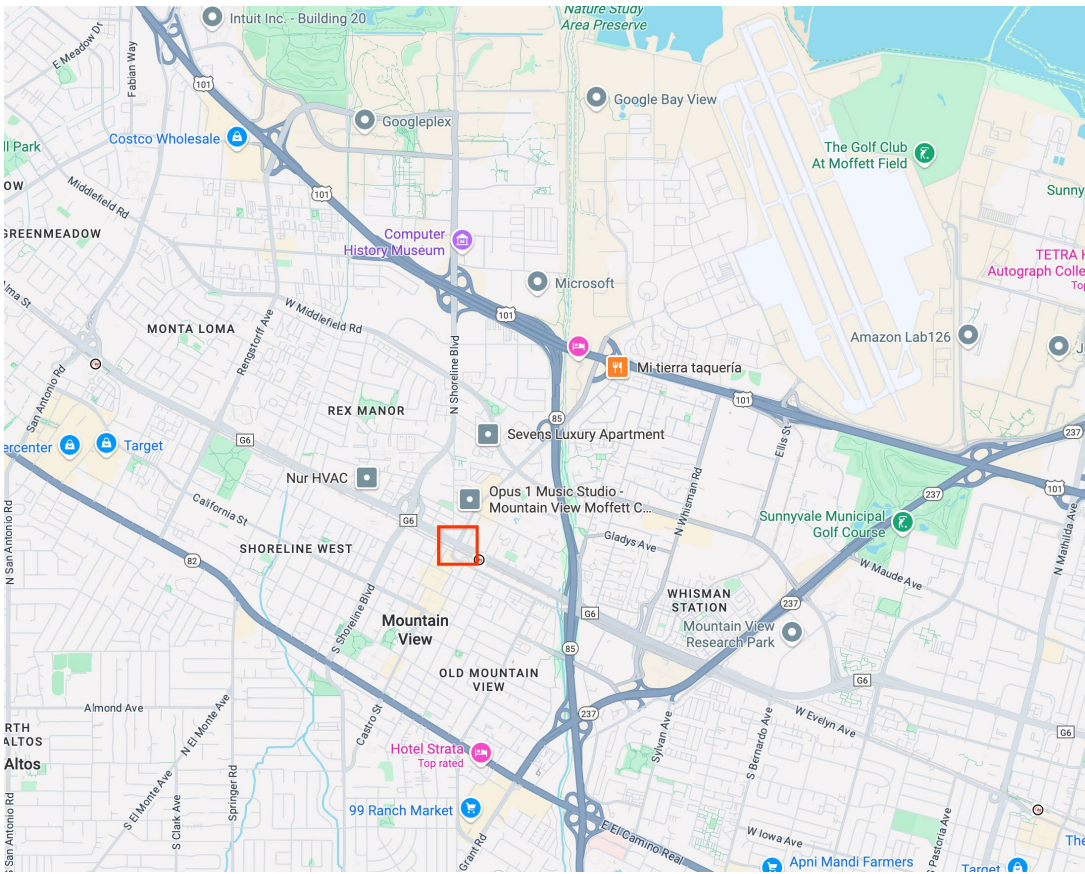 Intuit Inc. - Building 20
Nature Study
Area Preserve
E Meadow Dr
Fabian Way
101
Google Bay View
Googleplex
Costco Wholesale
The Golf Club
At Moffett Field
ll Park
OW
Middlefield Rd
101
Sunny
GREENMEADOW
Computer
History Museum
TETRA H
Autograph Colle
Top
Microsoft
lma St
W Middlefield Rd
101
MONTA LOMA
Rengstorff Ave
N Shoreline Blvd
Amazon Lab126
J
Mi tierra taquería
San Antonio Rd
101
REX MANOR
85
Ellis St
237
Sevens Luxury Apartment
ercenter
Target
G6
Nur HVAC
N Whisman Rd
101
237
Opus 1 Music Studio -
Mountain View Moffett C...
California St
G6
Sunnyvale Municipal
Golf Course
N San Antonio Rd
N Mathilda Ave
SHORELINE WEST
Gladys Ave
82
W Maude Ave
S Shoreline Blvd
WHISMAN
STATION
237
G6
Mountain
View
Mountain View
Research Park
85
OLD MOUNTAIN
VIEW
G6
Almond Ave
N El Monte Ave
Castro St
237
W Evelyn Ave
RTH
ALTOS
Altos
Sylvan Ave
S Bernardo Ave
G6
Hotel Strata
Top rated
S El Monte Ave
S Clark Ave
Springer Rd
99 Ranch Market
S San Antonio Rd
Grant Rd
E El Camino Real
W Iowa Ave
S Pastoria Ave
The
Apni Mandi Farmers
Target